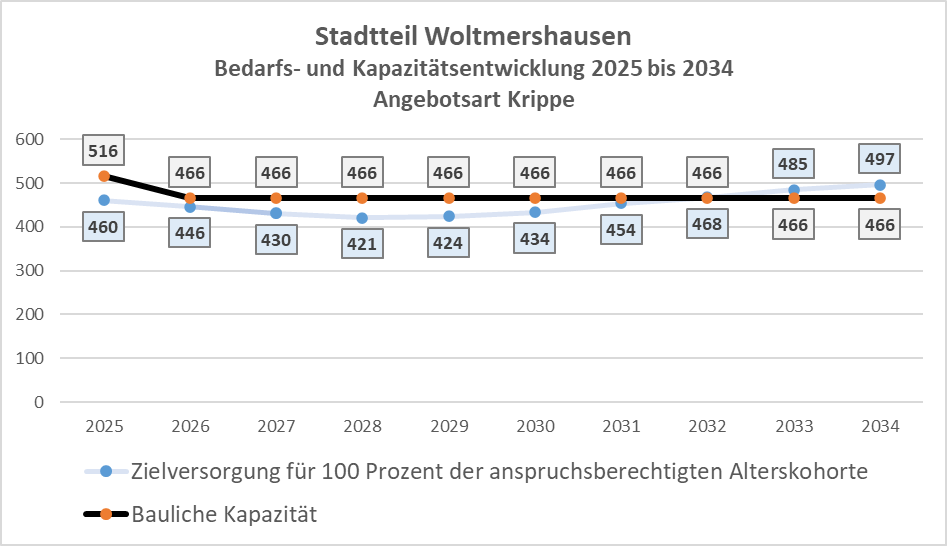 Stadtteil Woltmershausen
Bedarfs- und Kapazitätsentwicklung 2025 bis 2034
Angebotsart Krippe
600
500
400
300
200
100
0
516 466 466 466 466 466 466 466 485 497
460 446 430 421 424 434 454 468 466 466
2025 2026 2027 2028 2029 2030 2031 2032 2033 2034
Zielversorgung für 100 Prozent der anspruchsberechtigten Alterskohorte
Bauliche Kapazität